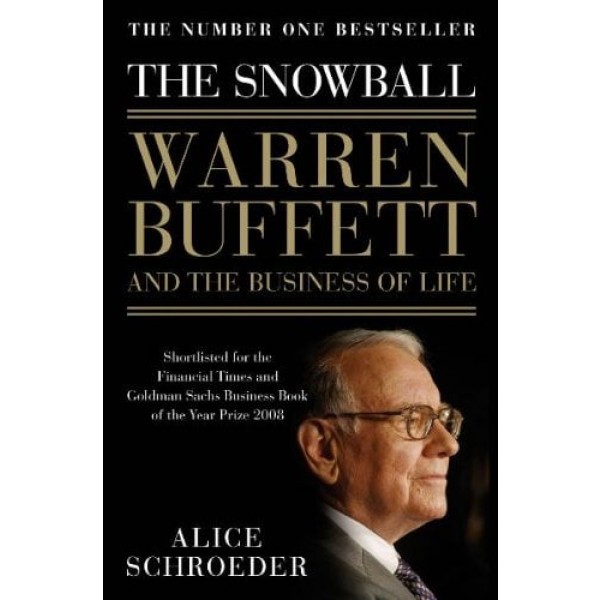 THE NUMBER ONE BESTSELLER
THE SNOWBALL
WARREN
BUFFETT
AND THE BUSINESS OF LIFE
Shortlisted for the
Financial Times and
Goldman Sachs Business Book
of the Year Prize 2008
ALICE
SCHROEDER